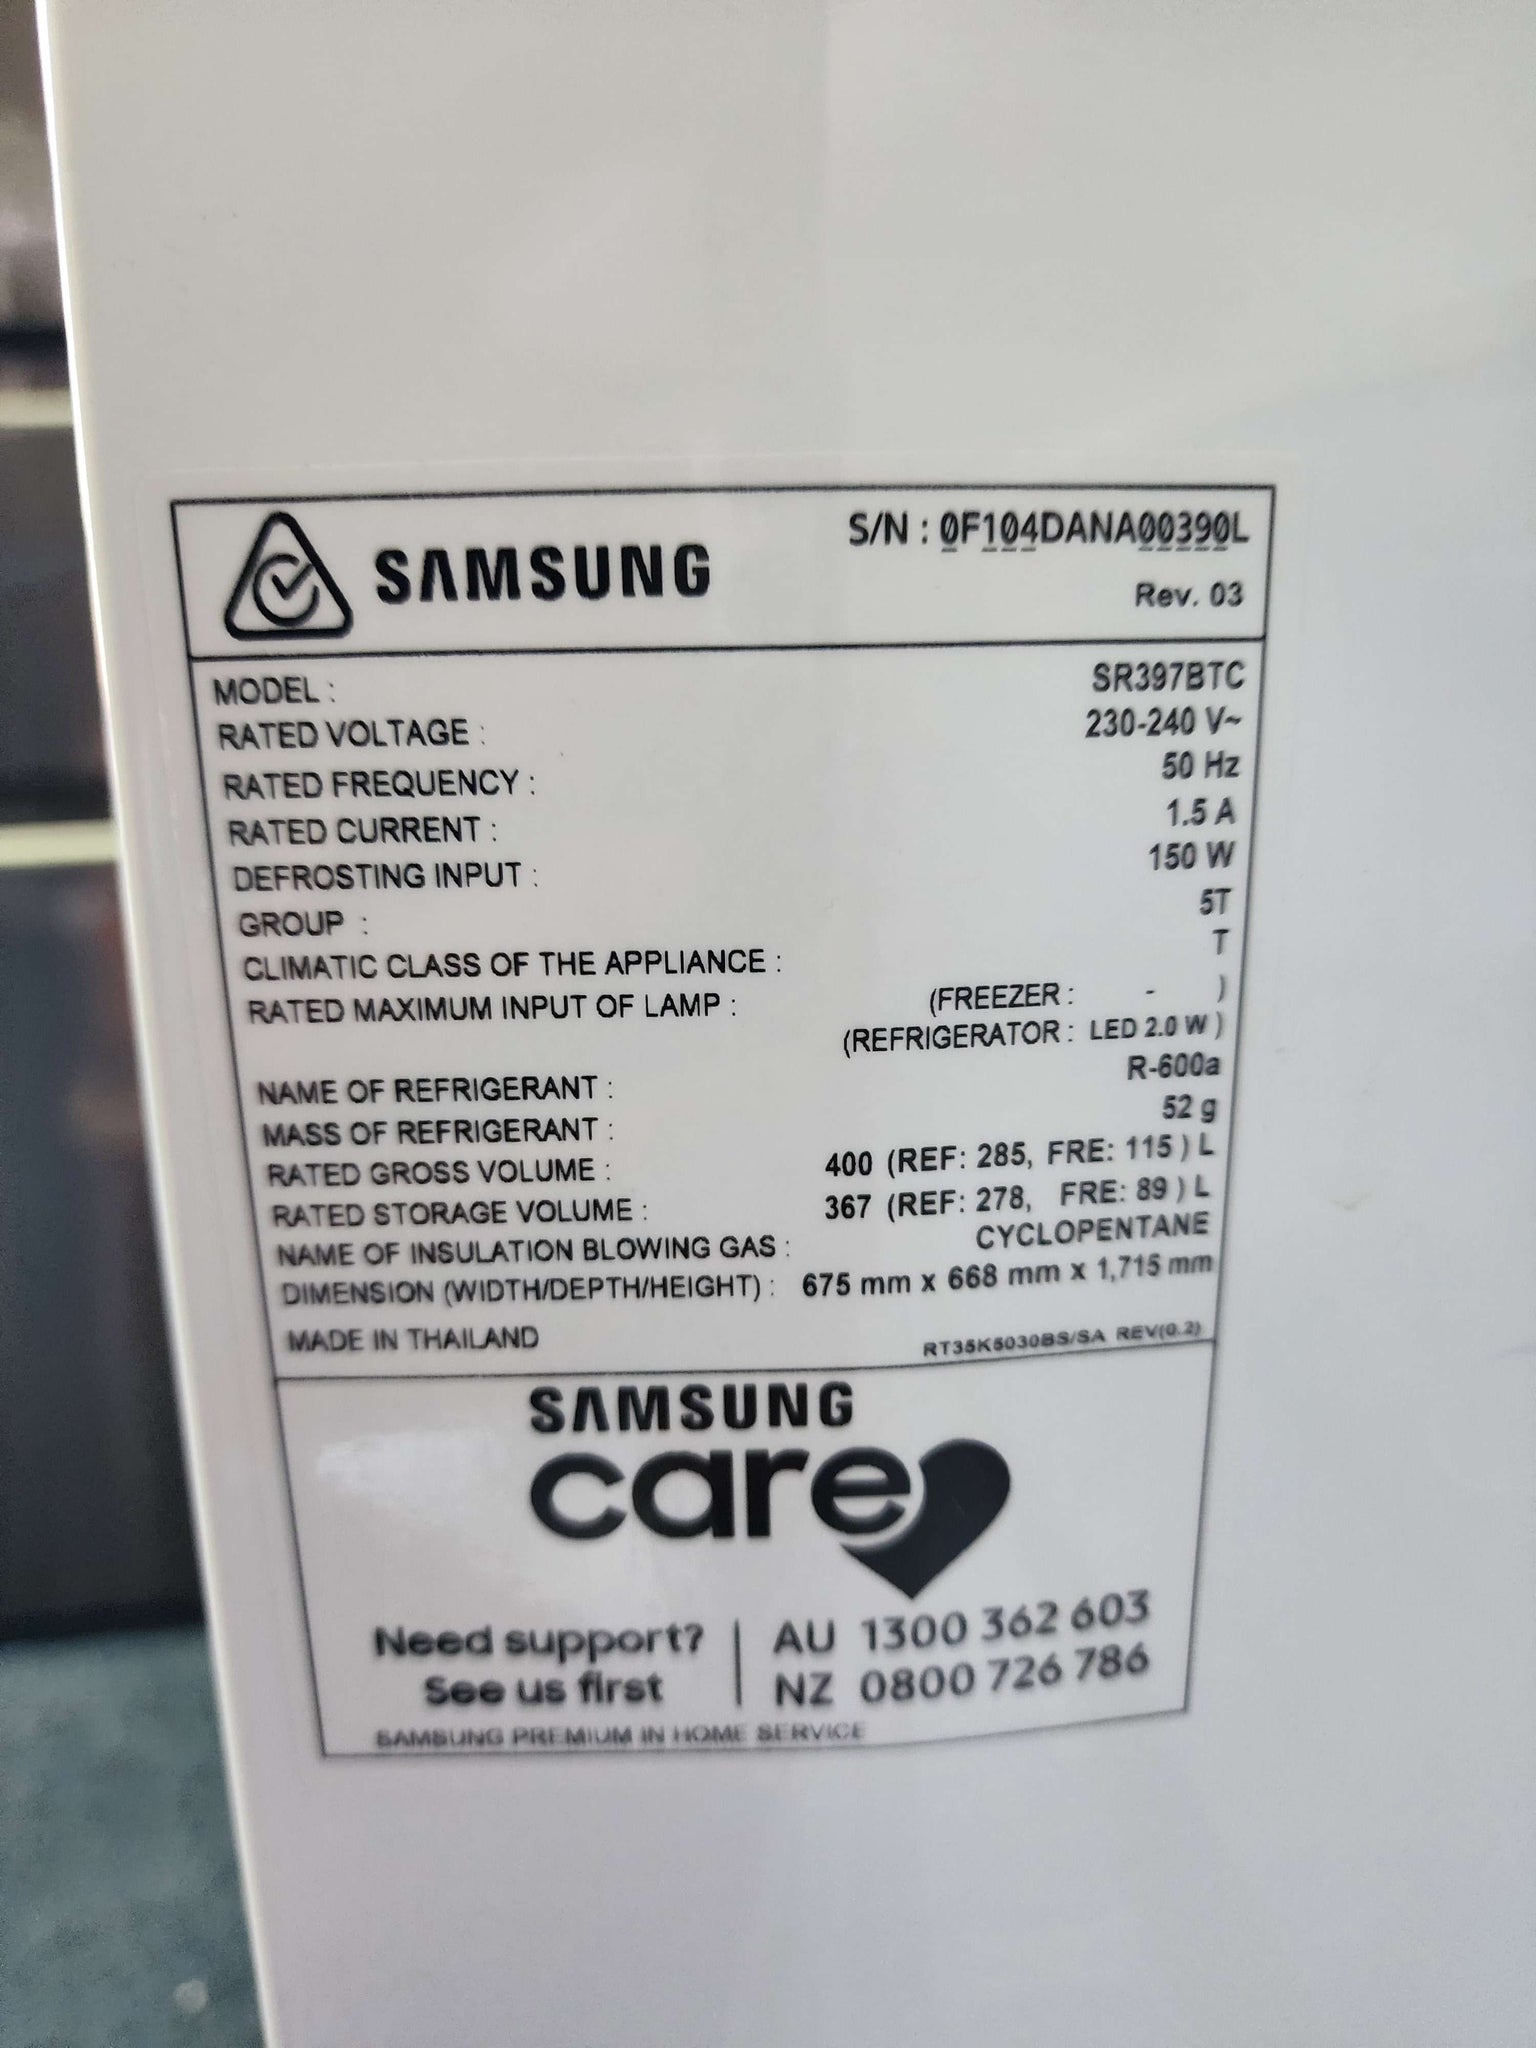 SAMSUNG
S/N : 0F104DANA00390L
Rev. 03
MODEL : SR397BTC
RATED VOLTAGE : 230-240 V~
RATED FREQUENCY : 50 Hz
RATED CURRENT : 1.5 A
DEFROSTING INPUT : 150 W
GROUP : 5T
CLIMATIC CLASS OF THE APPLIANCE : T
RATED MAXIMUM INPUT OF LAMP : (FREEZER : - )
(REFRIGERATOR : LED 2.0 W )
NAME OF REFRIGERANT : R-600a
MASS OF REFRIGERANT : 52 g
RATED GROSS VOLUME : 400 (REF: 285, FRE: 115 ) L
RATED STORAGE VOLUME : 367 (REF: 278, FRE: 89 ) L
NAME OF INSULATION BLOWING GAS : CYCLOPENTANE
DIMENSION (WIDTH/DEPTH/HEIGHT) : 675 mm x 668 mm x 1,715 mm
MADE IN THAILAND RT35K5030BS/SA REV(0.2)
SAMSUNG
care
Need support? AU 1300 362 603
See us first NZ 0800 726 786
SAMSUNG PREMIUM IN HOME SERVICE